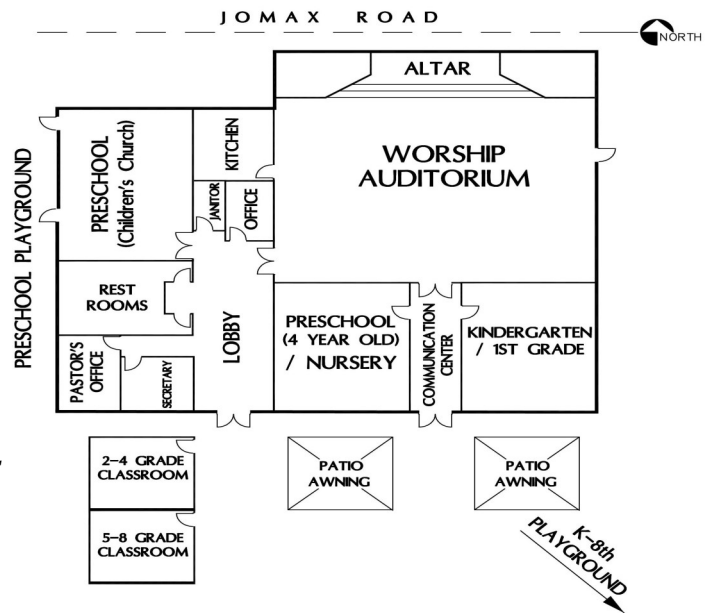 JOMAX ROAD
NORTH
ALTAR
WORSHIP
AUDITORIUM
KITCHEN
PRESCHOOL
(Children's Church)
JANITOR
OFFICE
PRESCHOOL PLAYGROUND
REST
ROOMS
LOBBY
PRESCHOOL
(4 YEAR OLD)
/ NURSERY
COMMUNICATION
CENTER
KINDERGARTEN
/ 1ST GRADE
PASTOR'S
OFFICE
SECRETARY
2-4 GRADE
CLASSROOM
PATIO
AWNING
PATIO
AWNING
5-8 GRADE
CLASSROOM
K-8th
PLAYGROUND